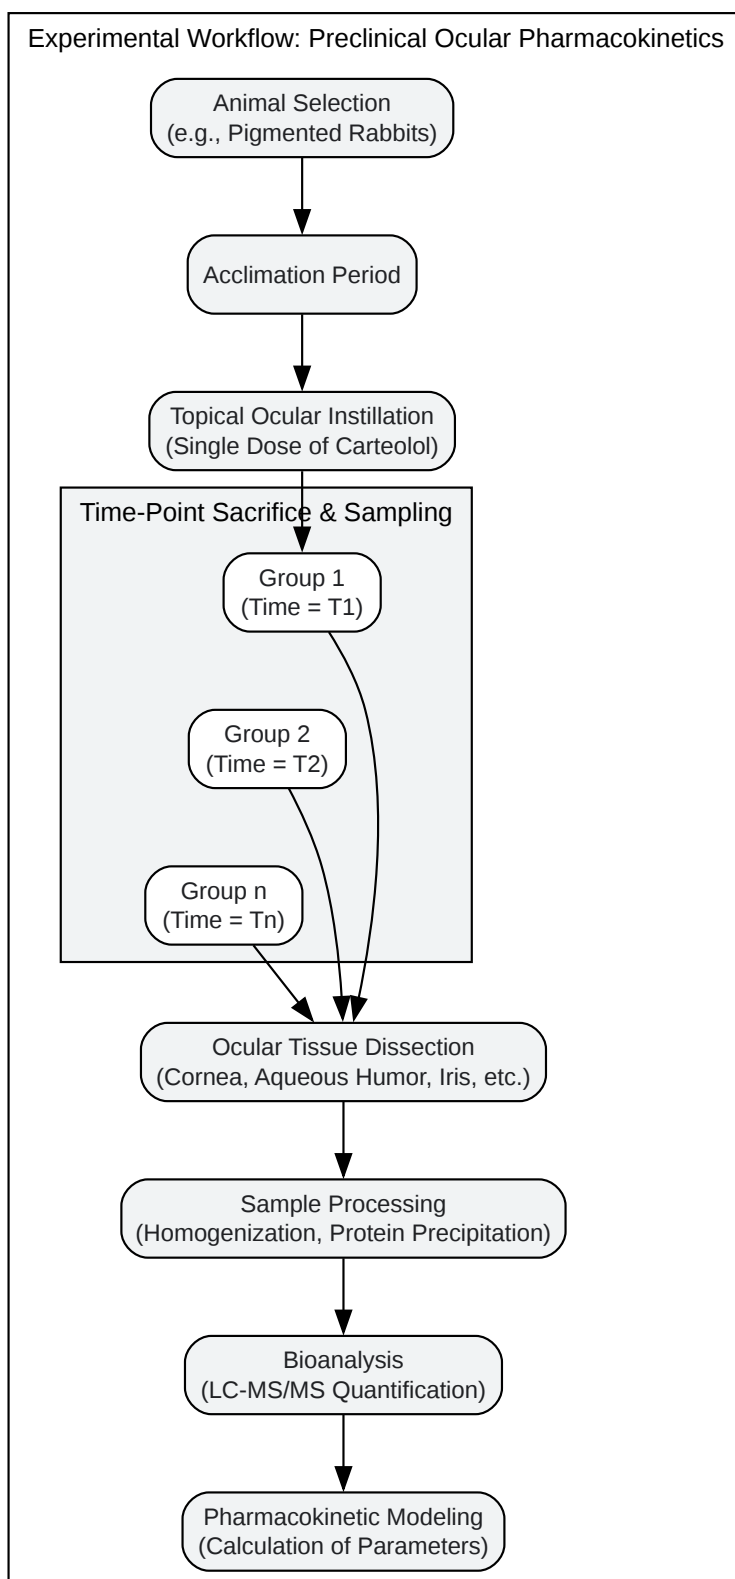 Experimental Workflow: Preclinical Ocular Pharmacokinetics
Animal Selection
(e.g., Pigmented Rabbits)
Acclimation Period
Topical Ocular Instillation
(Single Dose of Carteolol)
Time-Point Sacrifice & Sampling
Group 1
(Time = T1)
Group 2
(Time = T2)
Group n
(Time = Tn)
Ocular Tissue Dissection
(Cornea, Aqueous Humor, Iris, etc.)
Sample Processing
(Homogenization, Protein Precipitation)
Bioanalysis
(LC-MS/MS Quantification)
Pharmacokinetic Modeling
(Calculation of Parameters)